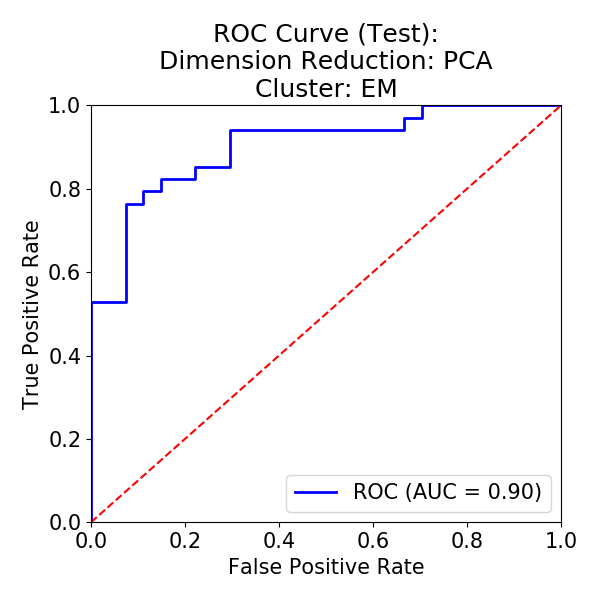 ROC Curve (Test):
Dimension Reduction: PCA
Cluster: EM
1.0
0.8
0.6
0.4
0.2
0.0
True Positive Rate
ROC (AUC = 0.90)
0.0 0.2 0.4 0.6 0.8 1.0
False Positive Rate